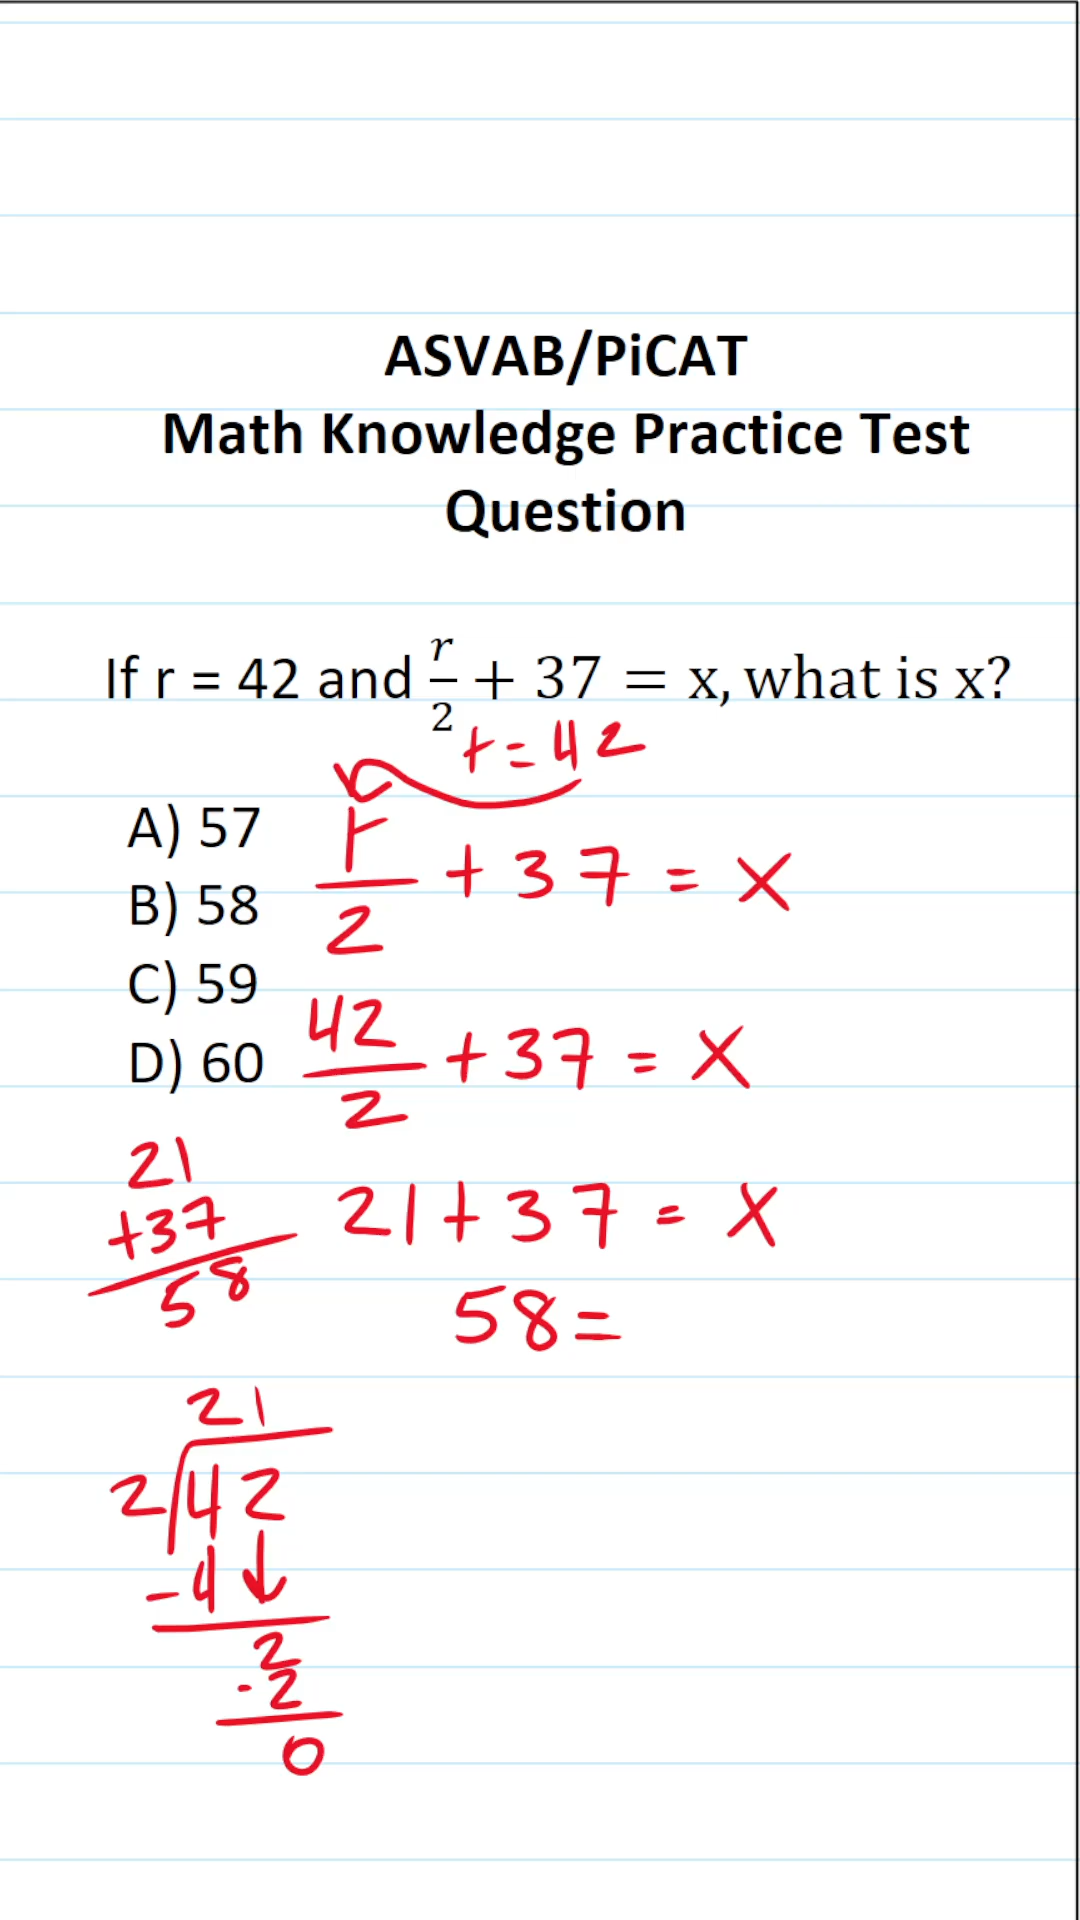 ASVAB/PiCAT
Math Knowledge Practice Test
Question
If r = 42 and r/2 + 37 = x, what is x?
r = 42
A) 57
B) 58
C) 59
D) 60
r/2 + 37 = x
42/2 + 37 = x
21 + 37 = x
58 =
21
+37
58
21
2)42
-4
2
-2
0